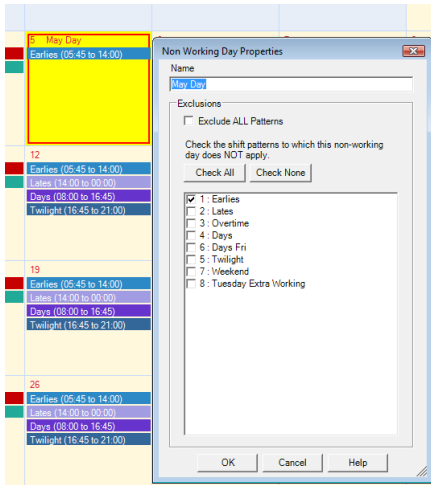 5 May Day
Earlies (05:45 to 14:00)
12
Earlies (05:45 to 14:00)
Lates (14:00 to 00:00)
Days (08:00 to 16:45)
Twilight (16:45 to 21:00)
19
Earlies (05:45 to 14:00)
Lates (14:00 to 00:00)
Days (08:00 to 16:45)
Twilight (16:45 to 21:00)
26
Earlies (05:45 to 14:00)
Lates (14:00 to 00:00)
Days (08:00 to 16:45)
Twilight (16:45 to 21:00)
Non Working Day Properties
Name
May Day
Exclusions
Exclude ALL Patterns
Check the shift patterns to which this non-working
day does NOT apply.
Check All Check None
1 : Earlies
2 : Lates
3 : Overtime
4 : Days
6 : Days Fri
5 : Twilight
7 : Weekend
8 : Tuesday Extra Working
OK Cancel Help